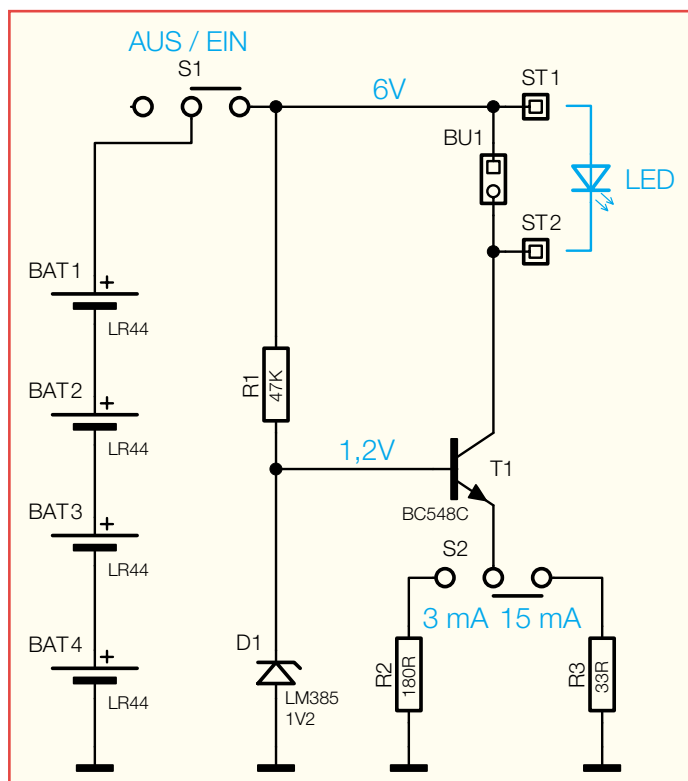 AUS / EIN
S1
6V
ST1
BU1
LED
ST2
BAT1
+
LR44
R1
47K
BAT2
+
LR44
1,2V
T1
BC548C
BAT3
+
LR44
S2
3 mA 15 mA
BAT4
+
LR44
D1
LM385
1V2
R2
180R
R3
33R